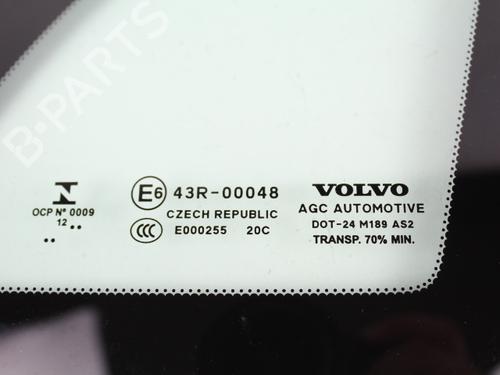 B-PARTS
OCP Nº 0009
12
E6 43R-00048
CZECH REPUBLIC
CCC E000255 20C
VOLVO
AGC AUTOMOTIVE
DOT-24 M189 AS2
TRANSP. 70% MIN.